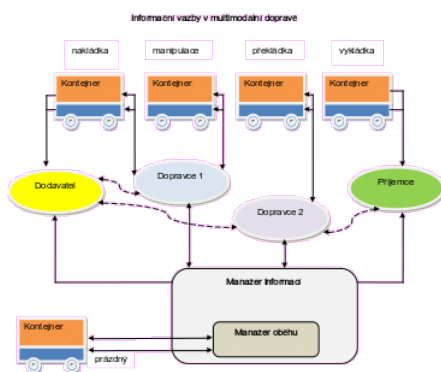 Informační vazby v multimodální dopravě
nakládka
manipulace
překládka
vykládka
Kontejner
Kontejner
Kontejner
Kontejner
Dodavatel
Dopravce 1
Dopravce 2
Příjemce
Manažer informací
Kontejner
Manažer oběhu
prázdný